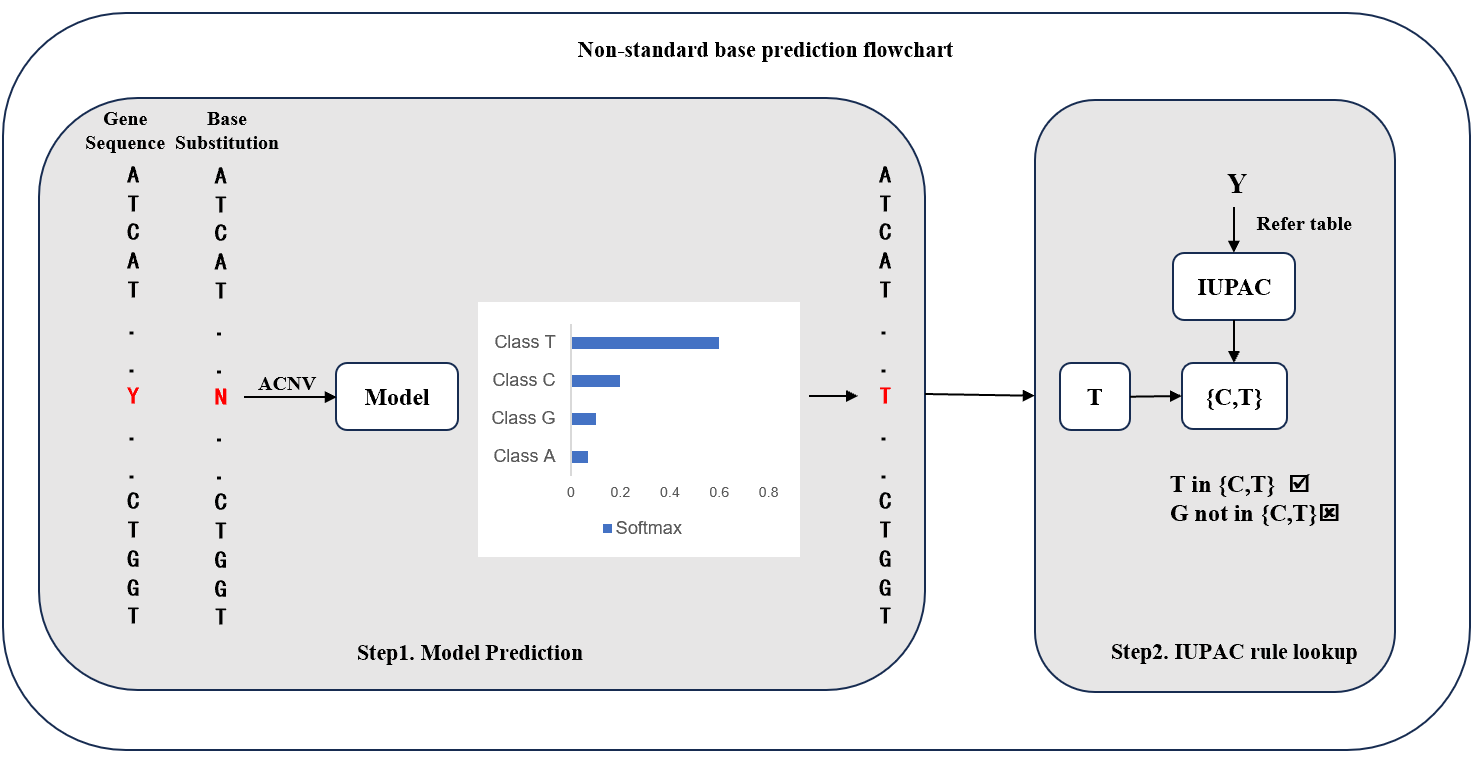 Non-standard base prediction flowchart
Gene
Sequence
A
T
C
A
T
.
.
Y
.
.
C
T
G
G
T
Base
Substitution
A
T
C
A
T
.
.
N
.
.
C
T
G
G
T
ACNV
Model
Class T
Class C
Class G
Class A
0 0.2 0.4 0.6 0.8
Softmax
A
T
C
A
T
.
.
T
.
.
C
T
G
G
T
Step1. Model Prediction
Y
Refer table
IUPAC
T
{C,T}
T in {C,T} ☑
G not in {C,T} ☒
Step2. IUPAC rule lookup